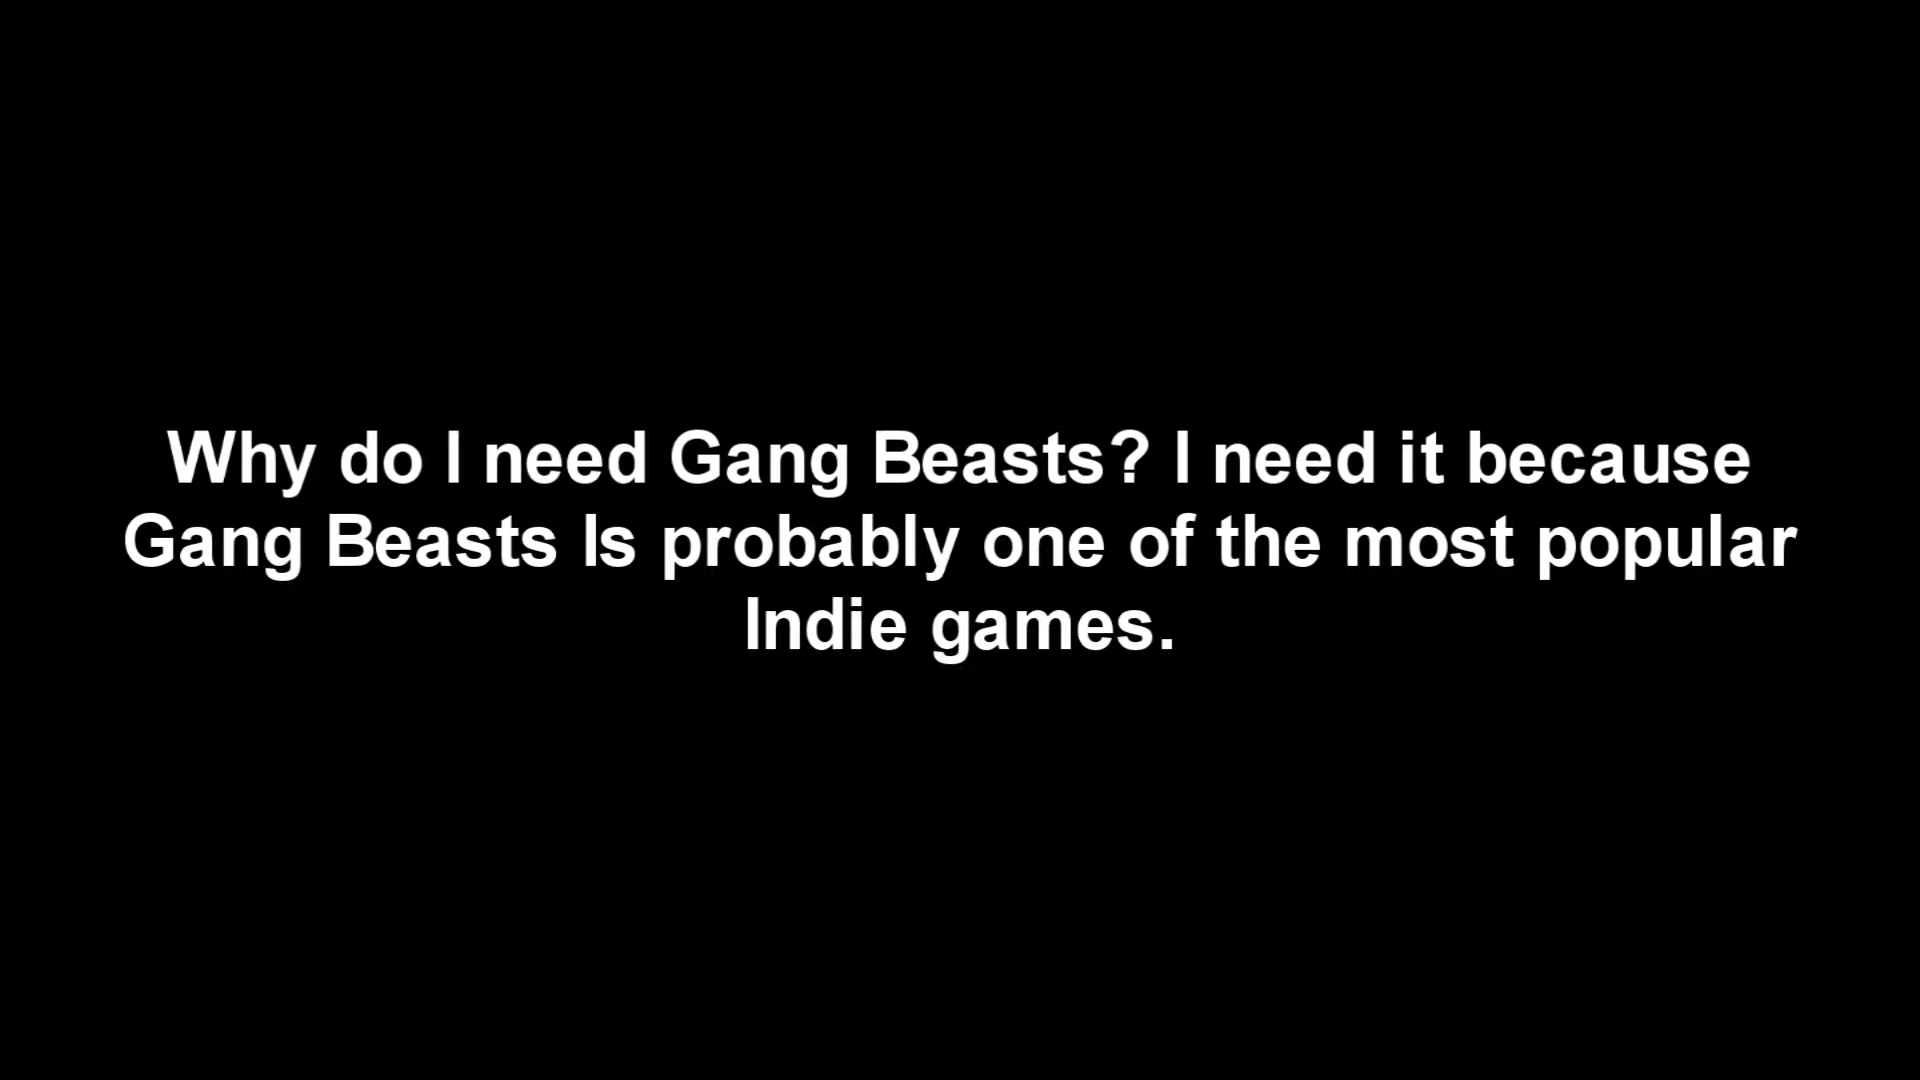 Why do I need Gang Beasts? I need it because
Gang Beasts Is probably one of the most popular
Indie games.